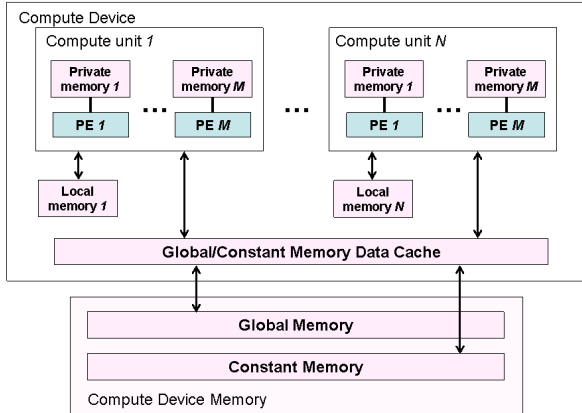 Compute Device
Compute unit 1
Compute unit N
Private memory 1
Private memory M
Private memory 1
Private memory M
...
...
...
PE 1
PE M
PE 1
PE M
Local memory 1
Local memory N
Global/Constant Memory Data Cache
Global Memory
Constant Memory
Compute Device Memory